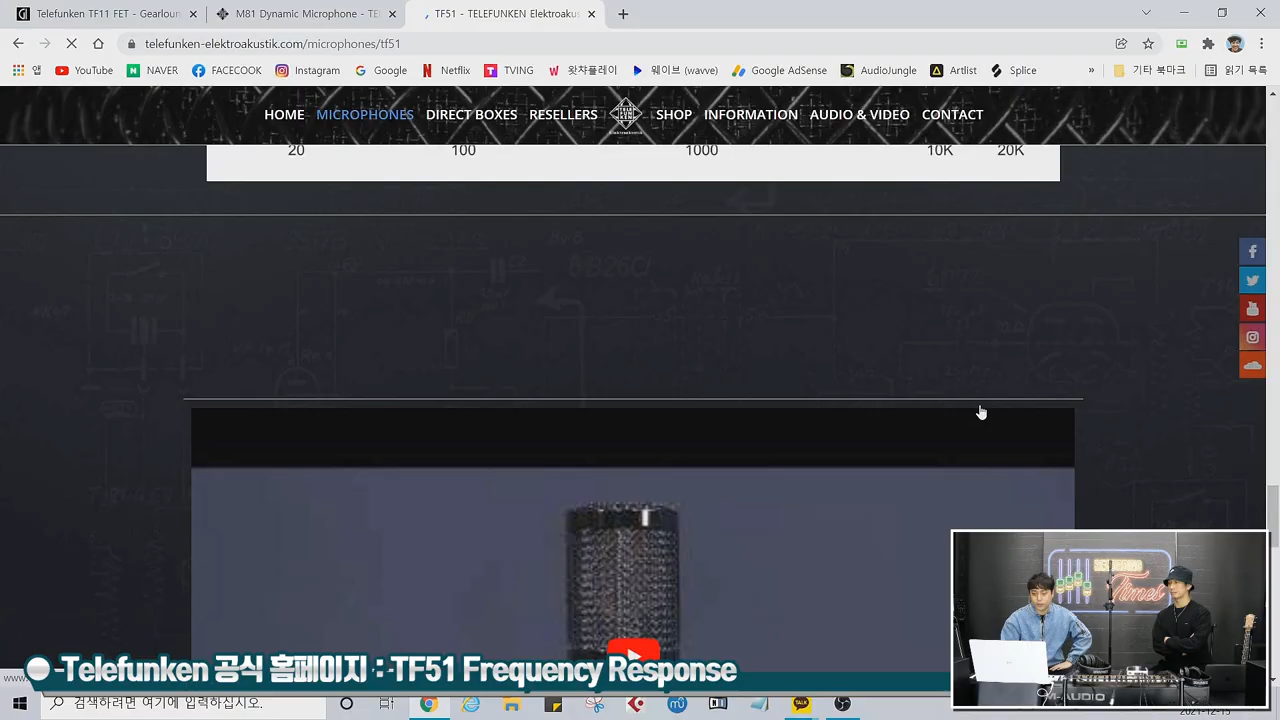 Telefunken TF11 FET - Gearloun
M81 Dynamic Microphone - TEL
TF51 - TELEFUNKEN Elektroakus
telefunken-elektroakustik.com/microphones/tf51
앱 YouTube NAVER FACECOOK Instagram Google Netflix TVING 왓챠플레이 웨이브 (wavve) Google AdSense AudioJungle Artlist Splice » 기타 북마크 읽기 목록
HOME MICROPHONES DIRECT BOXES RESELLERS SHOP INFORMATION AUDIO & VIDEO CONTACT
20 100 1000 10K 20K
Times
M-AUDIO
Telefunken 공식 홈페이지 : TF51 Frequency Response
검색하려면 여기에 입력하십시오.